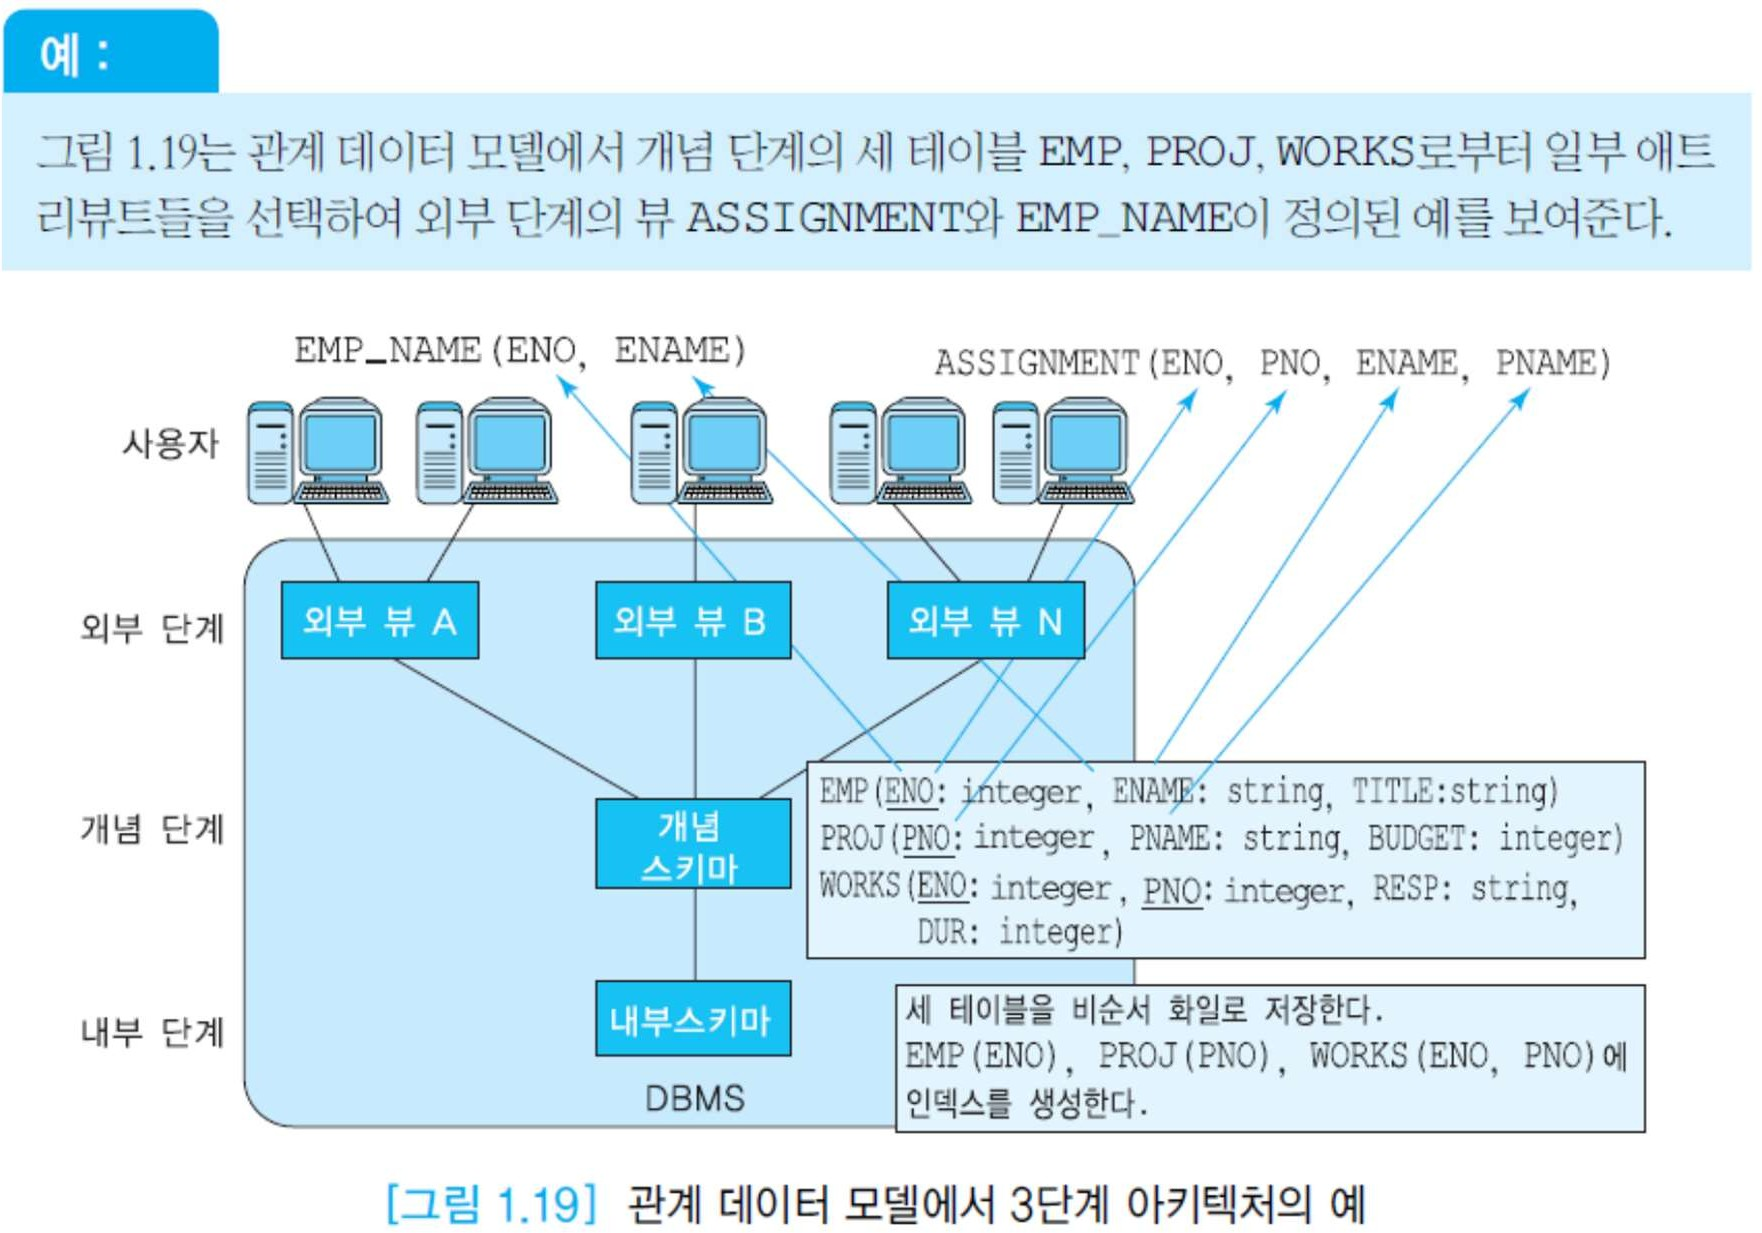 예 :
그림 1.19는 관계 데이터 모델에서 개념 단계의 세 테이블 EMP, PROJ, WORKS로부터 일부 애트
리뷰트들을 선택하여 외부 단계의 뷰 ASSIGNMENT와 EMP_NAME이 정의된 예를 보여준다.
EMP_NAME(ENO, ENAME)
ASSIGNMENT(ENO, PNO, ENAME, PNAME)
사용자
외부 단계
외부 뷰 A
외부 뷰 B
외부 뷰 N
개념 단계
개념
스키마
EMP(ENO: integer, ENAME: string, TITLE:string)
PROJ(PNO: integer, PNAME: string, BUDGET: integer)
WORKS(ENO: integer, PNO: integer, RESP: string,
DUR: integer)
내부 단계
내부스키마
세 테이블을 비순서 화일로 저장한다.
EMP(ENO), PROJ(PNO), WORKS(ENO, PNO)에
인덱스를 생성한다.
DBMS
[그림 1.19] 관계 데이터 모델에서 3단계 아키텍처의 예